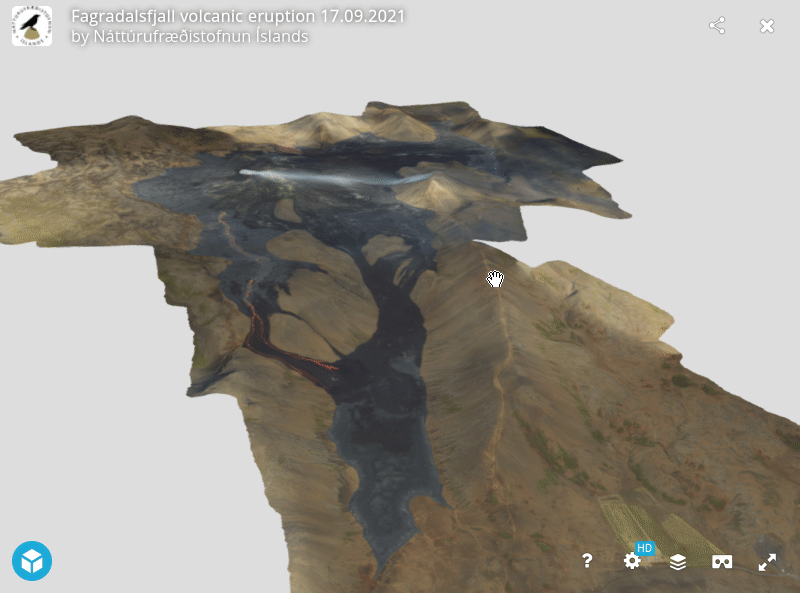 Fagradalsfjall volcanic eruption 17.09.2021
by Náttúrufræðistofnun Íslands
HD
?